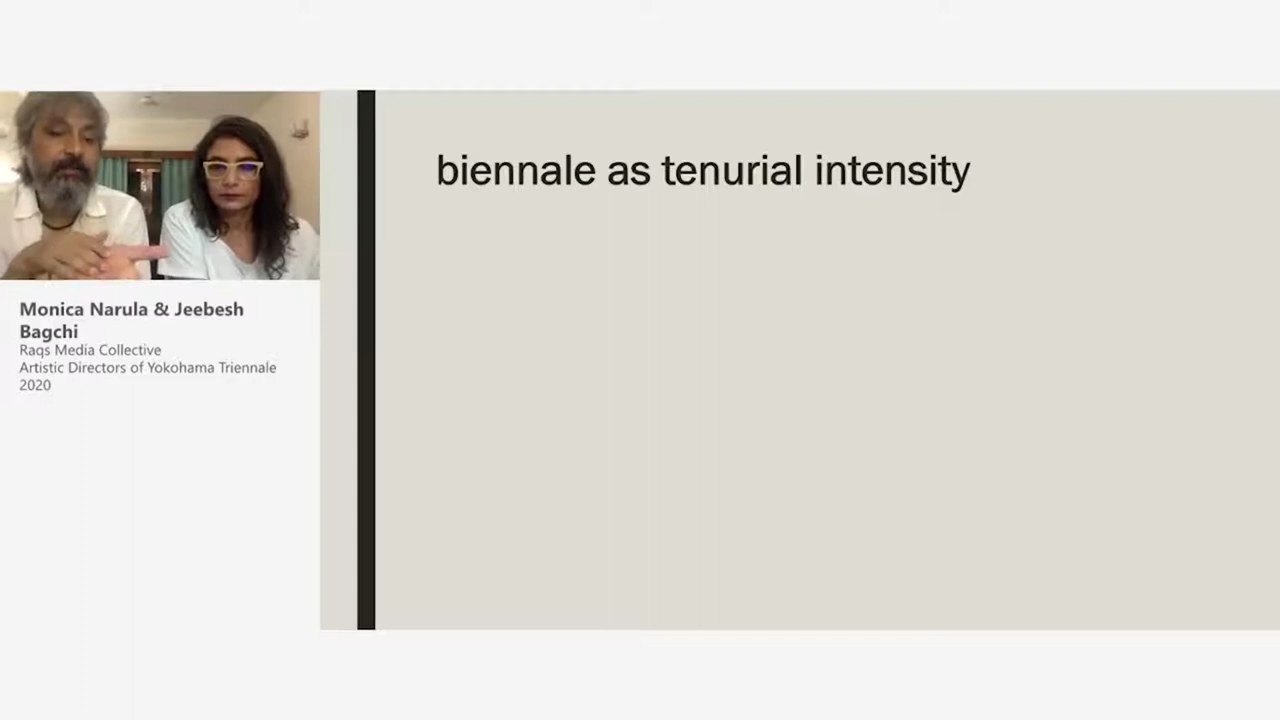 biennale as tenurial intensity
Monica Narula & Jeebesh
Bagchi
Raqs Media Collective
Artistic Directors of Yokohama Triennale
2020